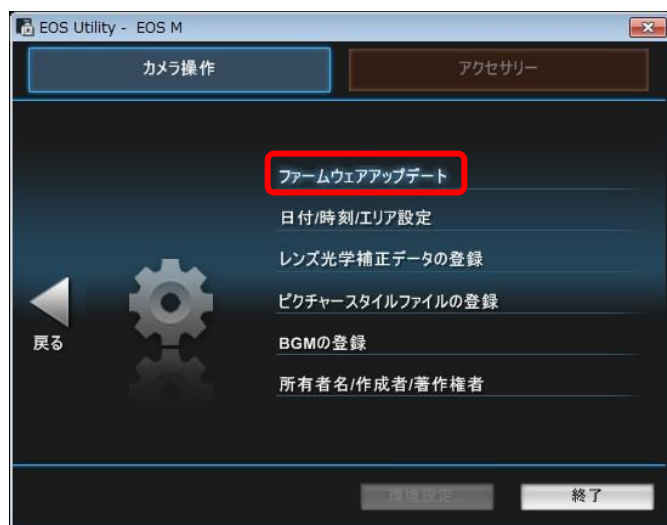 EOS Utility - EOS M
カメラ操作
アクセサリー
ファームウェアアップデート
日付/時刻/エリア設定
レンズ光学補正データの登録
ピクチャースタイルファイルの登録
BGMの登録
所有者名/作成者/著作権者
戻る
環境設定...
終了